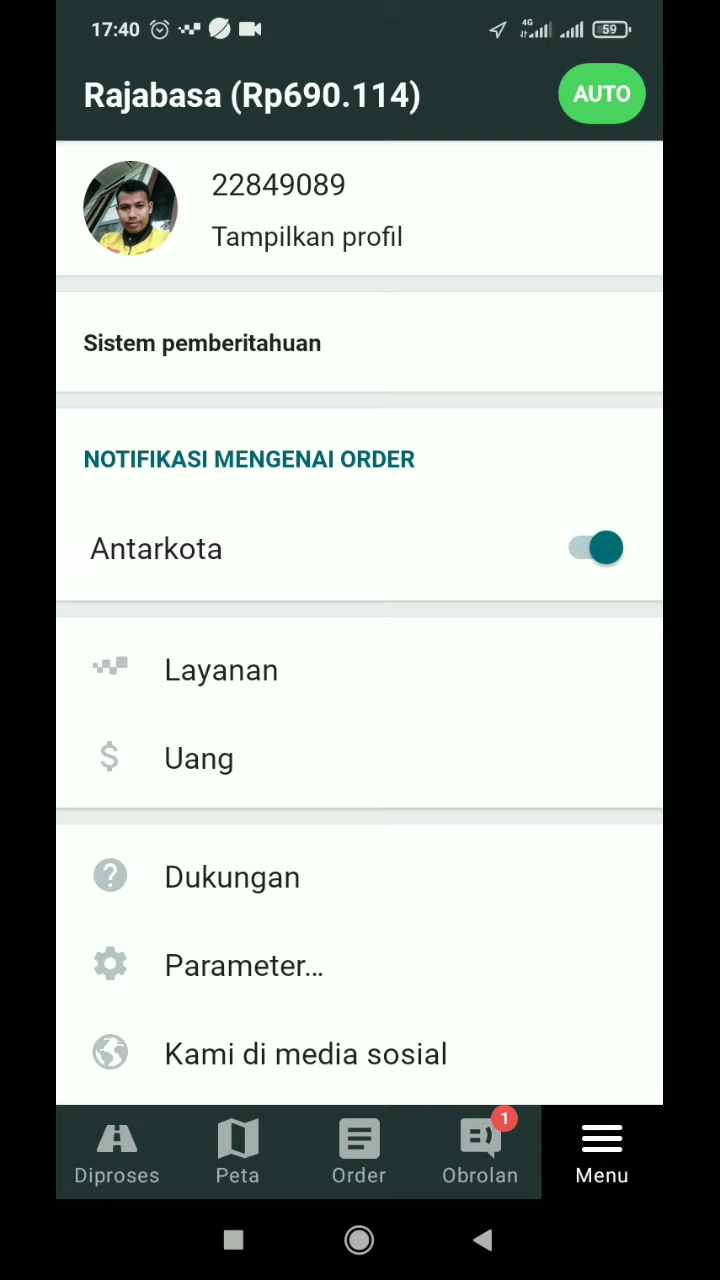 17:40
4G
59
Rajabasa (Rp690.114)
AUTO
22849089
Tampilkan profil
Sistem pemberitahuan
NOTIFIKASI MENGENAI ORDER
Antarkota
Layanan
Uang
Dukungan
Parameter...
Kami di media sosial
1
Diproses
Peta
Order
Obrolan
Menu